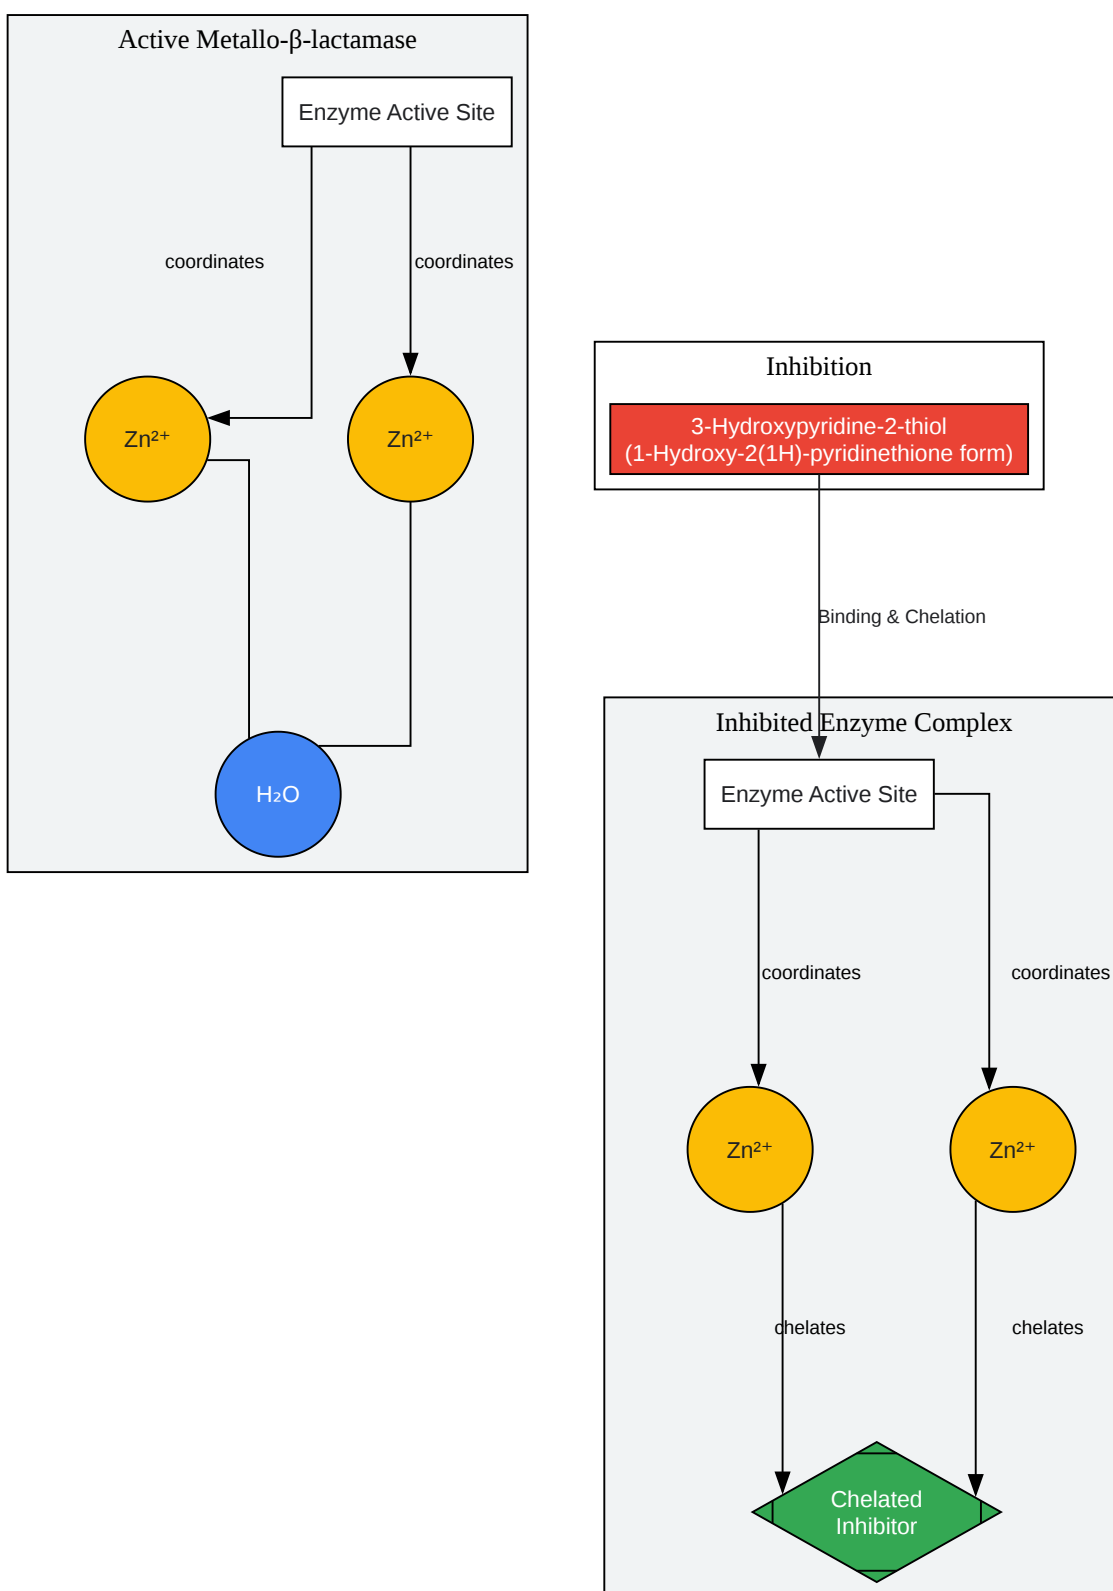 Active Metallo-β-lactamase
Enzyme Active Site
coordinates
coordinates
Zn²⁺
Zn²⁺
H₂O
Inhibition
3-Hydroxypyridine-2-thiol
(1-Hydroxy-2(1H)-pyridinethione form)
Binding & Chelation
Inhibited Enzyme Complex
Enzyme Active Site
coordinates
coordinates
Zn²⁺
Zn²⁺
chelates
chelates
Chelated
Inhibitor